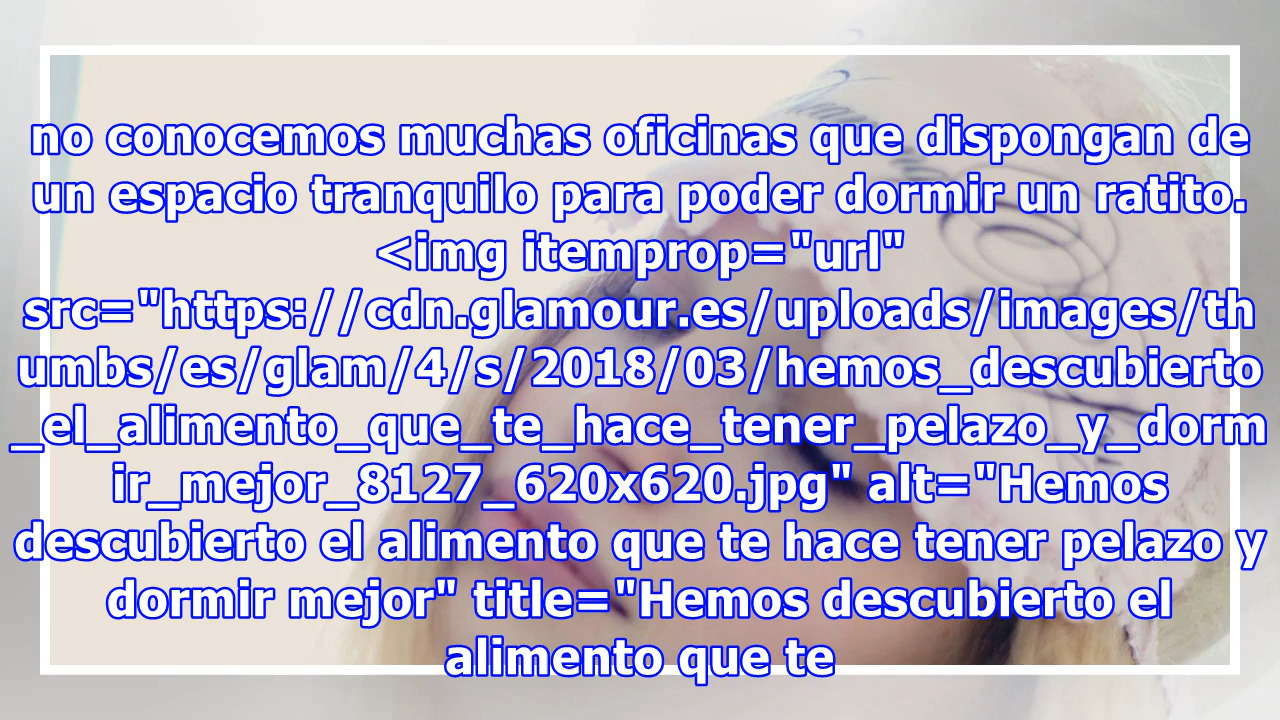 no conocemos muchas oficinas que dispongan de
un espacio tranquilo para poder dormir un ratito.
<img itemprop="url"
src="https://cdn.glamour.es/uploads/images/th
umbs/es/glam/4/s/2018/03/hemos_descubierto
_el_alimento_que_te_hace_tener_pelazo_y_dorm
ir_mejor_8127_620x620.jpg" alt="Hemos
descubierto el alimento que te hace tener pelazo y
dormir mejor" title="Hemos descubierto el
alimento que te